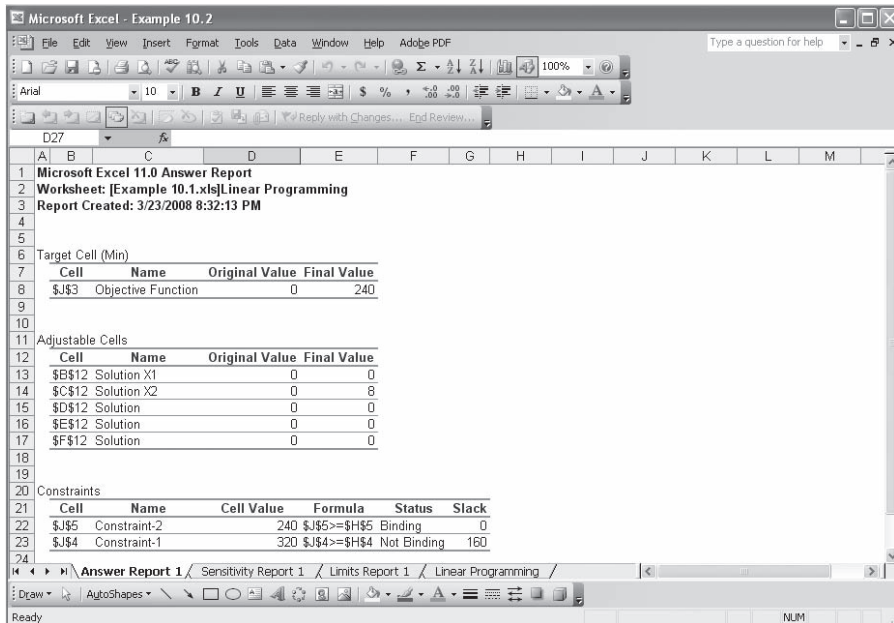 Microsoft Excel - Example 10.2
File Edit View Insert Format Tools Data Window Help Adobe PDF
Type a question for help
100%
Arial 10 B I U $ % ,
Reply with Changes... End Review...
D27 fx
A B C D E F G H I J K L M
1 Microsoft Excel 11.0 Answer Report
2 Worksheet: [Example 10.1.xls]Linear Programming
3 Report Created: 3/23/2008 8:32:13 PM
4
5
6 Target Cell (Min)
7 Cell Name Original Value Final Value
8 $J$3 Objective Function 0 240
9
10
11 Adjustable Cells
12 Cell Name Original Value Final Value
13 $B$12 Solution X1 0 0
14 $C$12 Solution X2 0 8
15 $D$12 Solution 0 0
16 $E$12 Solution 0 0
17 $F$12 Solution 0 0
18
19
20 Constraints
21 Cell Name Cell Value Formula Status Slack
22 $J$5 Constraint-2 240 $J$5>=$H$5 Binding 0
23 $J$4 Constraint-1 320 $J$4>=$H$4 Not Binding 160
24
Answer Report 1 / Sensitivity Report 1 / Limits Report 1 / Linear Programming /
Draw AutoShapes
Ready NUM